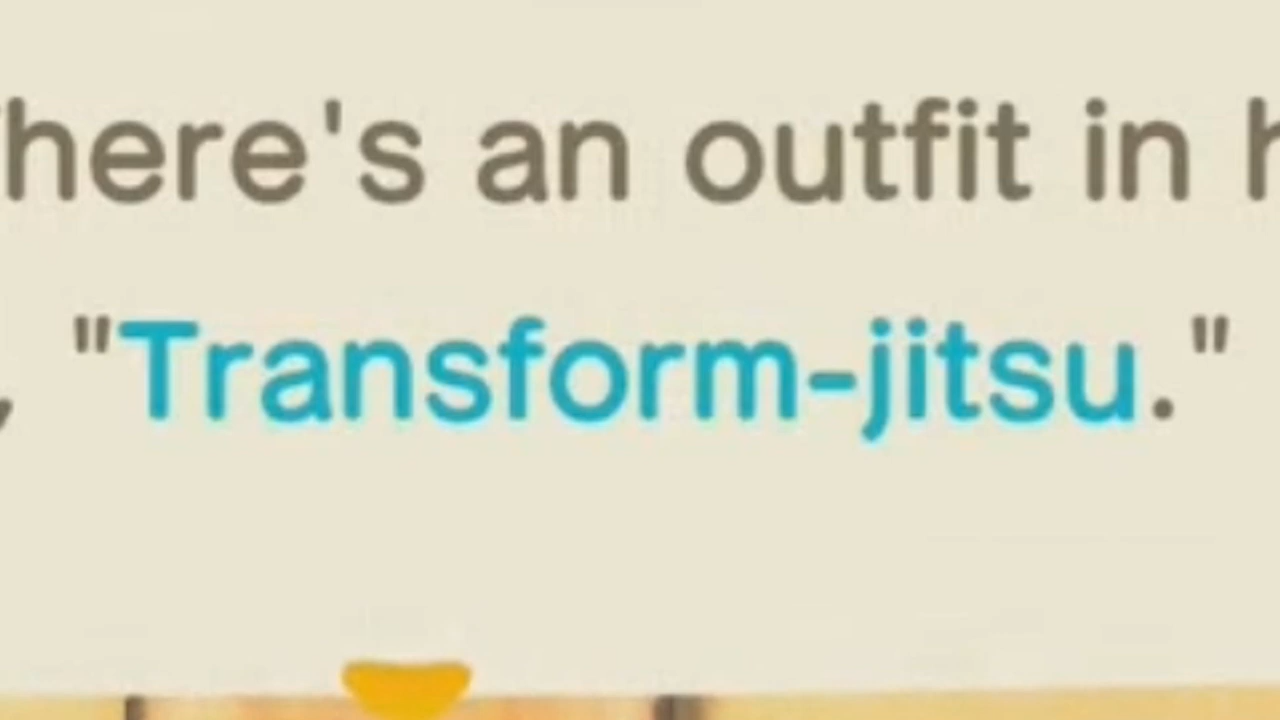 here's an outfit in h
, "Transform-jitsu."